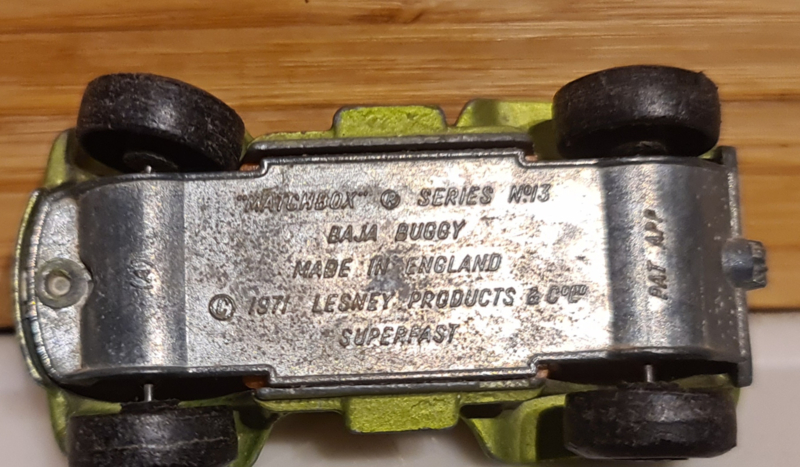 "MATCHBOX" ® SERIES Nº13
BAJA BUGGY
MADE IN ENGLAND
© 1971 LESNEY PRODUCTS & Cº Lᵀᴰ
SUPERFAST
PAT APP